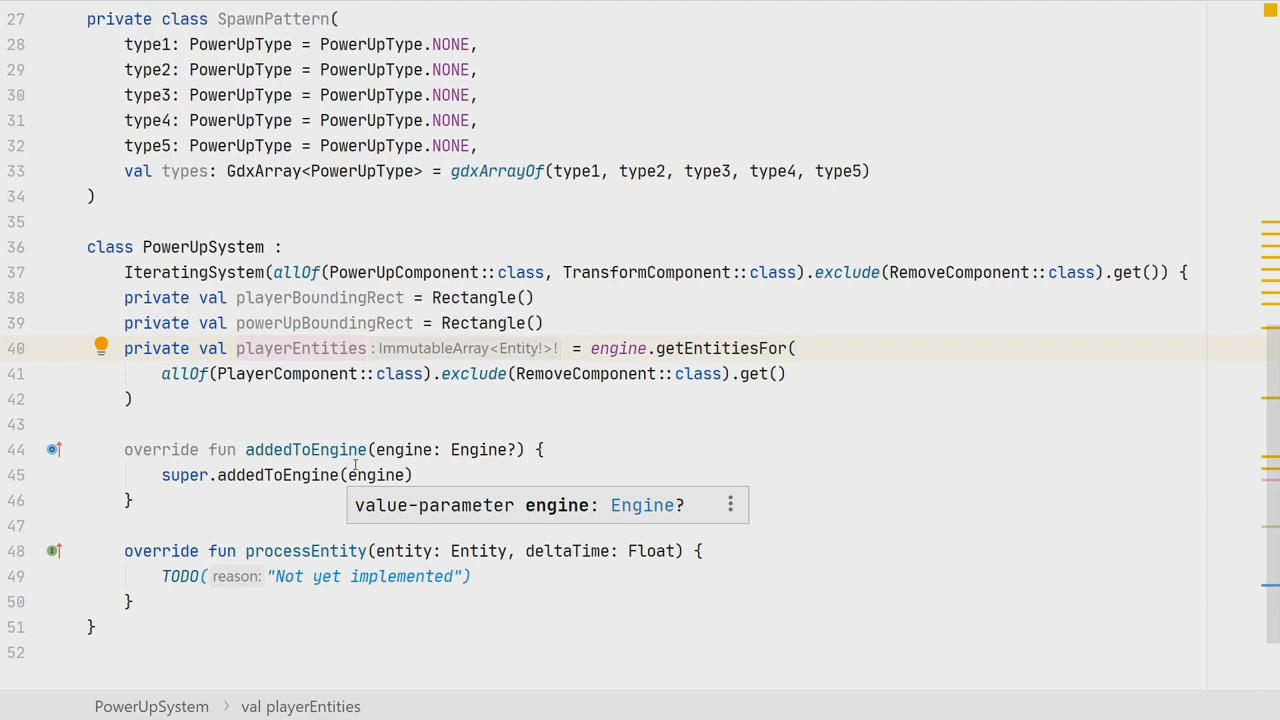 27 private class SpawnPattern(
28 type1: PowerUpType = PowerUpType.NONE,
29 type2: PowerUpType = PowerUpType.NONE,
30 type3: PowerUpType = PowerUpType.NONE,
31 type4: PowerUpType = PowerUpType.NONE,
32 type5: PowerUpType = PowerUpType.NONE,
33 val types: GdxArray<PowerUpType> = gdxArrayOf(type1, type2, type3, type4, type5)
34 )
35
36 class PowerUpSystem :
37 IteratingSystem(allOf(PowerUpComponent::class, TransformComponent::class).exclude(RemoveComponent::class).get()) {
38 private val playerBoundingRect = Rectangle()
39 private val powerUpBoundingRect = Rectangle()
40 private val playerEntities : ImmutableArray<Entity!>! = engine.getEntitiesFor(
41 allOf(PlayerComponent::class).exclude(RemoveComponent::class).get()
42 )
43
44 override fun addedToEngine(engine: Engine?) {
45 super.addedToEngine(engine)
46 }
value-parameter engine: Engine?
47
48 override fun processEntity(entity: Entity, deltaTime: Float) {
49 TODO( reason: "Not yet implemented")
50 }
51 }
52
PowerUpSystem > val playerEntities